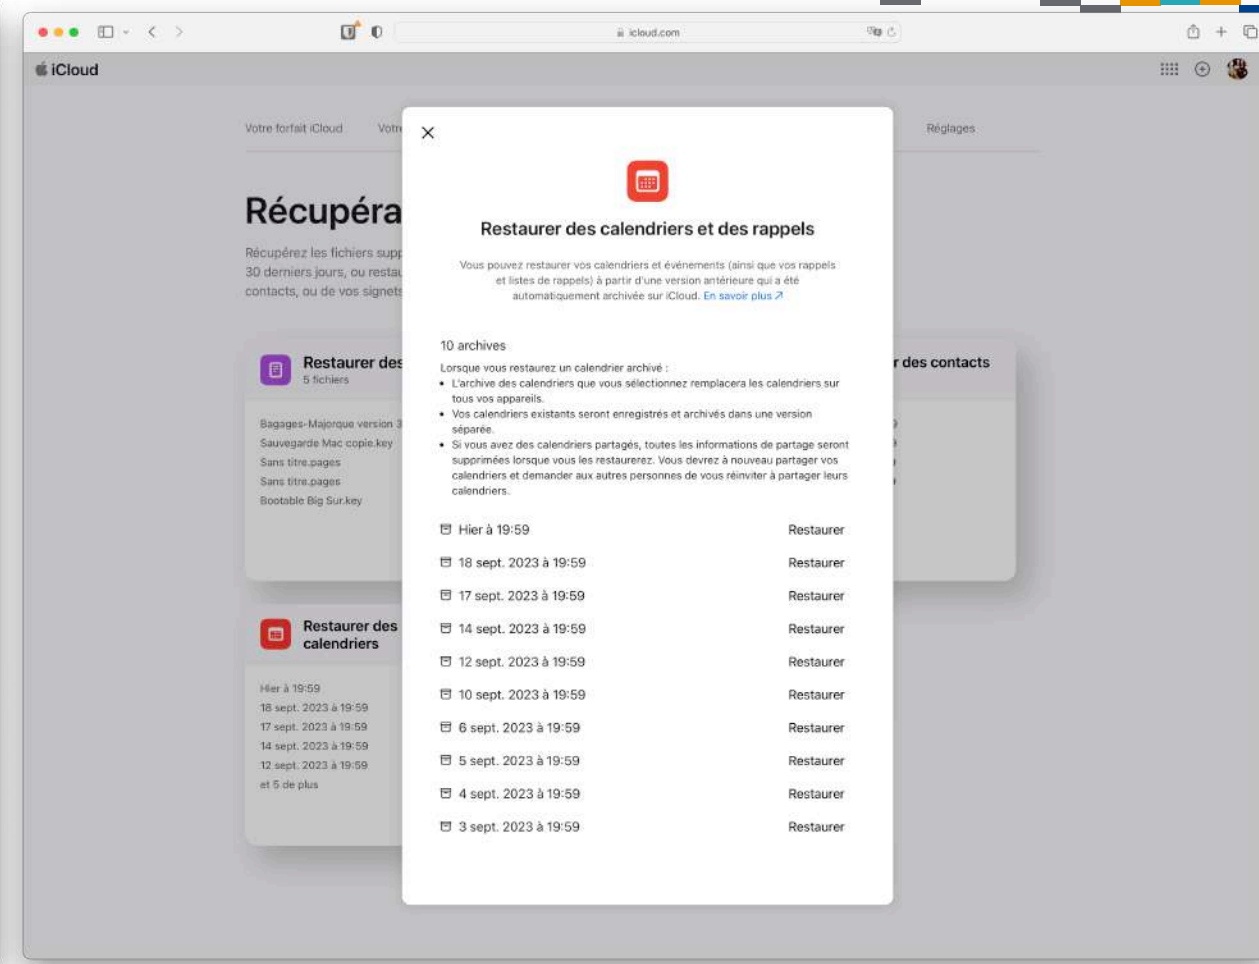 icloud.com
iCloud
Votre forfait iCloud
Votre
Réglages
Récupéra
Récupérez les fichiers supp
30 derniers jours, ou restau
contacts, ou de vos signets
Restaurer des
5 fichiers
Bagages-Majorque version 3
Sauvegarde Mac copie.key
Sans titre.pages
Sans titre.pages
Bootable Big Sur.key
r des contacts
Restaurer des
calendriers
Hier à 19:59
18 sept. 2023 à 19:59
17 sept. 2023 à 19:59
14 sept. 2023 à 19:59
12 sept. 2023 à 19:59
et 5 de plus
Restaurer des calendriers et des rappels
Vous pouvez restaurer vos calendriers et événements (ainsi que vos rappels
et listes de rappels) à partir d'une version antérieure qui a été
automatiquement archivée sur iCloud. En savoir plus ↗
10 archives
Lorsque vous restaurez un calendrier archivé :
• L'archive des calendriers que vous sélectionnez remplacera les calendriers sur
tous vos appareils.
• Vos calendriers existants seront enregistrés et archivés dans une version
séparée.
• Si vous avez des calendriers partagés, toutes les informations de partage seront
supprimées lorsque vous les restaurerez. Vous devrez à nouveau partager vos
calendriers et demander aux autres personnes de vous réinviter à partager leurs
calendriers.
Hier à 19:59 Restaurer
18 sept. 2023 à 19:59 Restaurer
17 sept. 2023 à 19:59 Restaurer
14 sept. 2023 à 19:59 Restaurer
12 sept. 2023 à 19:59 Restaurer
10 sept. 2023 à 19:59 Restaurer
6 sept. 2023 à 19:59 Restaurer
5 sept. 2023 à 19:59 Restaurer
4 sept. 2023 à 19:59 Restaurer
3 sept. 2023 à 19:59 Restaurer